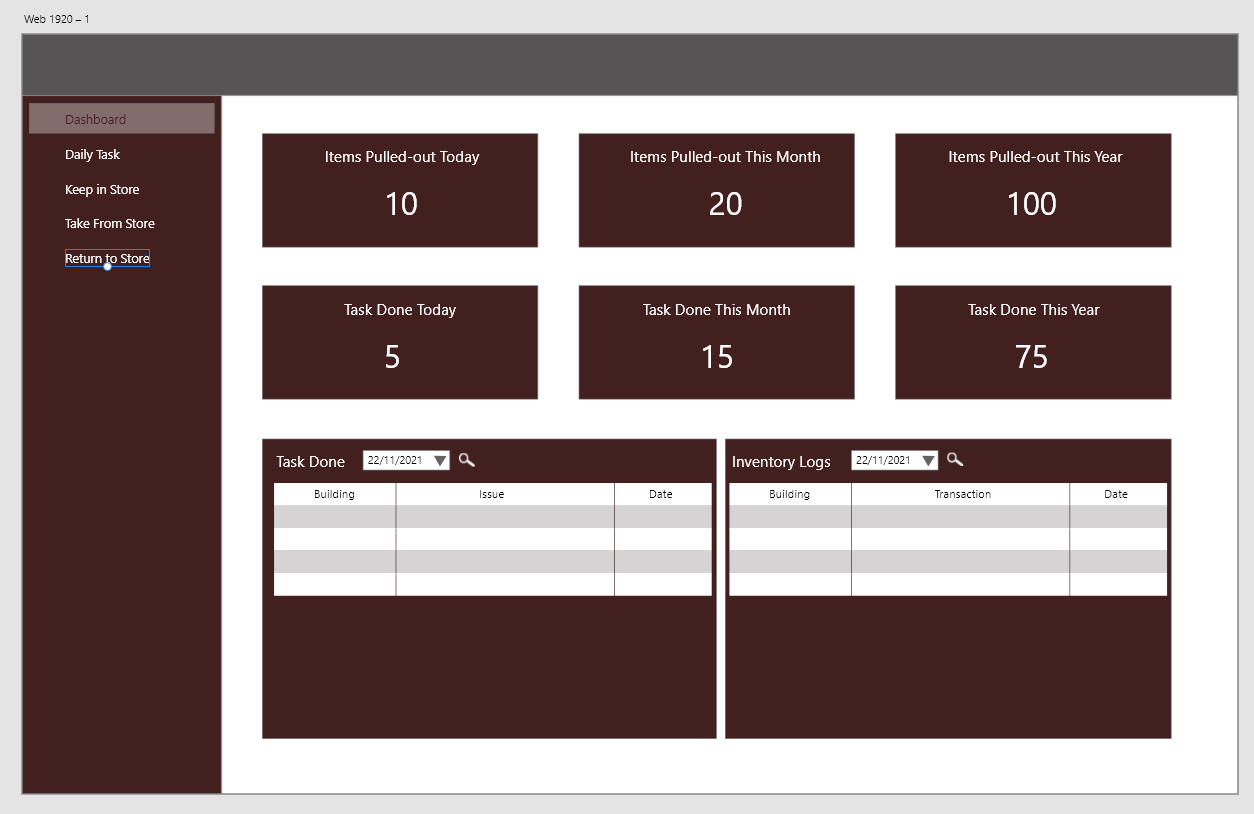 Web 1920 – 1
Dashboard
Daily Task
Keep in Store
Take From Store
Return to Store
Items Pulled-out Today
10
Items Pulled-out This Month
20
Items Pulled-out This Year
100
Task Done Today
5
Task Done This Month
15
Task Done This Year
75
Task Done 22/11/2021
Building Issue Date
Inventory Logs 22/11/2021
Building Transaction Date